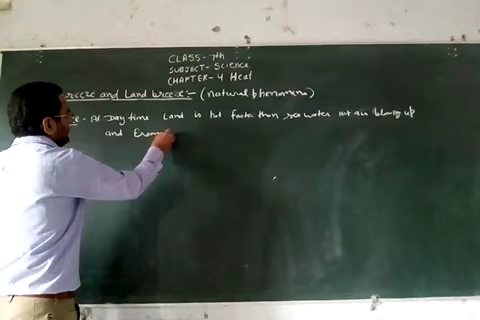 CLASS-7th
SUBJECT- Science
CHAPTER-4 Heat
breeze and Land breeze:- (natural phenomena)
- At Day time Land is hot faster than sea water hot air blowing up
and from